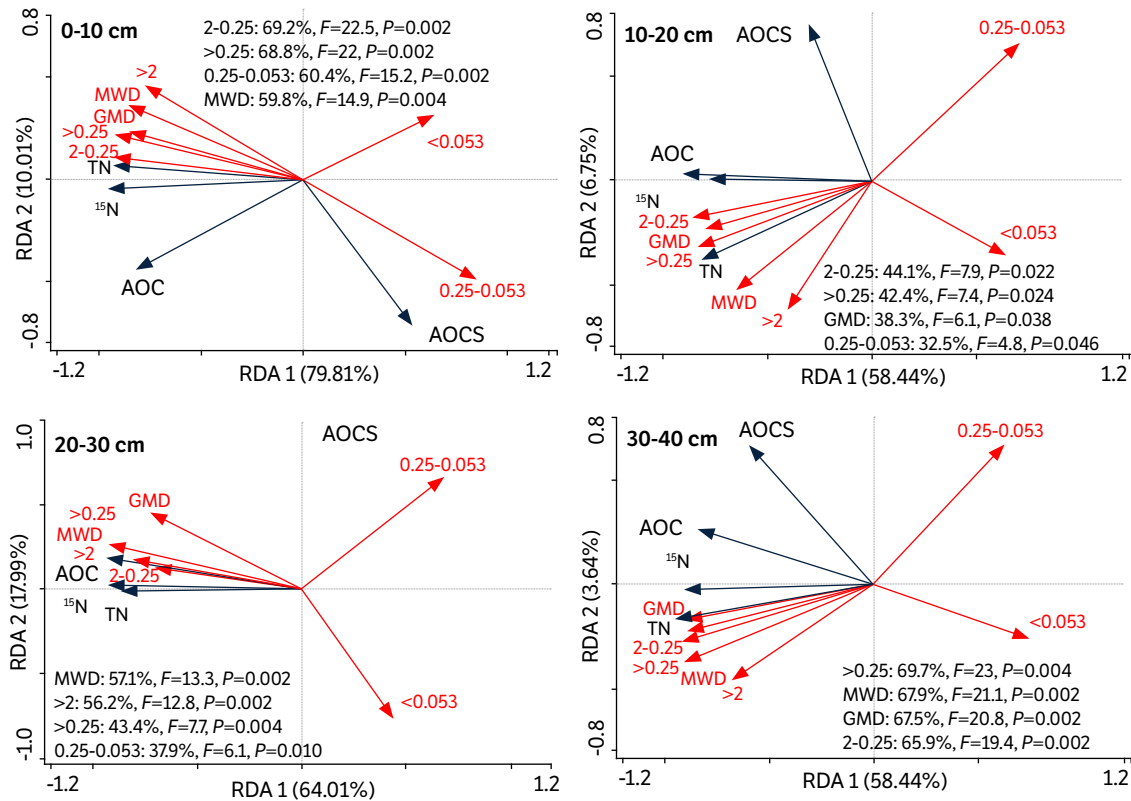 0.8
0-10 cm
2-0.25: 69.2%, F=22.5, P=0.002
>0.25: 68.8%, F=22, P=0.002
0.25-0.053: 60.4%, F=15.2, P=0.002
MWD: 59.8%, F=14.9, P=0.004
>2
MWD
GMD
>0.25
2-0.25
TN
15N
AOC
<0.053
0.25-0.053
AOCS
RDA 2 (10.01%)
-0.8
-1.2
RDA 1 (79.81%)
1.2
0.8
10-20 cm
AOCS
0.25-0.053
AOC
15N
2-0.25
GMD
>0.25
TN
MWD
>2
<0.053
2-0.25: 44.1%, F=7.9, P=0.022
>0.25: 42.4%, F=7.4, P=0.024
GMD: 38.3%, F=6.1, P=0.038
0.25-0.053: 32.5%, F=4.8, P=0.046
RDA 2 (6.75%)
-0.8
-1.2
RDA 1 (58.44%)
1.2
1.0
20-30 cm
AOCS
0.25-0.053
GMD
>0.25
MWD
>2
AOC
2-0.25
15N
TN
<0.053
MWD: 57.1%, F=13.3, P=0.002
>2: 56.2%, F=12.8, P=0.002
>0.25: 43.4%, F=7.7, P=0.004
0.25-0.053: 37.9%, F=6.1, P=0.010
RDA 2 (17.99%)
-1.0
-1.2
RDA 1 (64.01%)
1.2
0.8
30-40 cm
AOCS
0.25-0.053
AOC
15N
GMD
TN
2-0.25
>0.25
MWD
>2
<0.053
>0.25: 69.7%, F=23, P=0.004
MWD: 67.9%, F=21.1, P=0.002
GMD: 67.5%, F=20.8, P=0.002
2-0.25: 65.9%, F=19.4, P=0.002
RDA 2 (3.64%)
-0.8
-1.2
RDA 1 (58.44%)
1.2